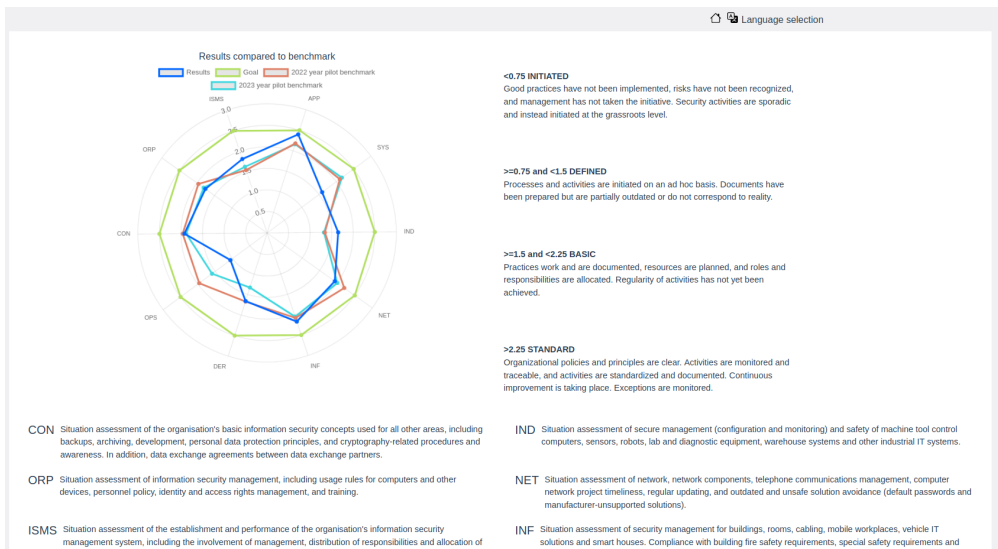 Language selection
Results compared to benchmark
Results Goal 2022 year pilot benchmark
2023 year pilot benchmark
ISMS
APP
SYS
IND
NET
INF
DER
OPS
CON
ORP
3.0
2.5
2.0
1.5
1.0
0.5
<0.75 INITIATED
Good practices have not been implemented, risks have not been recognized,
and management has not taken the initiative. Security activities are sporadic
and instead initiated at the grassroots level.
>=0.75 and <1.5 DEFINED
Processes and activities are initiated on an ad hoc basis. Documents have
been prepared but are partially outdated or do not correspond to reality.
>=1.5 and <2.25 BASIC
Practices work and are documented, resources are planned, and roles and
responsibilities are allocated. Regularity of activities has not yet been
achieved.
>2.25 STANDARD
Organizational policies and principles are clear. Activities are monitored and
traceable, and activities are standardized and documented. Continuous
improvement is taking place. Exceptions are monitored.
CON Situation assessment of the organisation's basic information security concepts used for all other areas, including
backups, archiving, development, personal data protection principles, and cryptography-related procedures and
awareness. In addition, data exchange agreements between data exchange partners.
ORP Situation assessment of information security management, including usage rules for computers and other
devices, personnel policy, identity and access rights management, and training.
ISMS Situation assessment of the establishment and performance of the organisation's information security
management system, including the involvement of management, distribution of responsibilities and allocation of
IND Situation assessment of secure management (configuration and monitoring) and safety of machine tool control
computers, sensors, robots, lab and diagnostic equipment, warehouse systems and other industrial IT systems.
NET Situation assessment of network, network components, telephone communications management, computer
network project timeliness, regular updating, and outdated and unsafe solution avoidance (default passwords and
manufacturer-unsupported solutions).
INF Situation assessment of security management for buildings, rooms, cabling, mobile workplaces, vehicle IT
solutions and smart houses. Compliance with building fire safety requirements, special safety requirements and